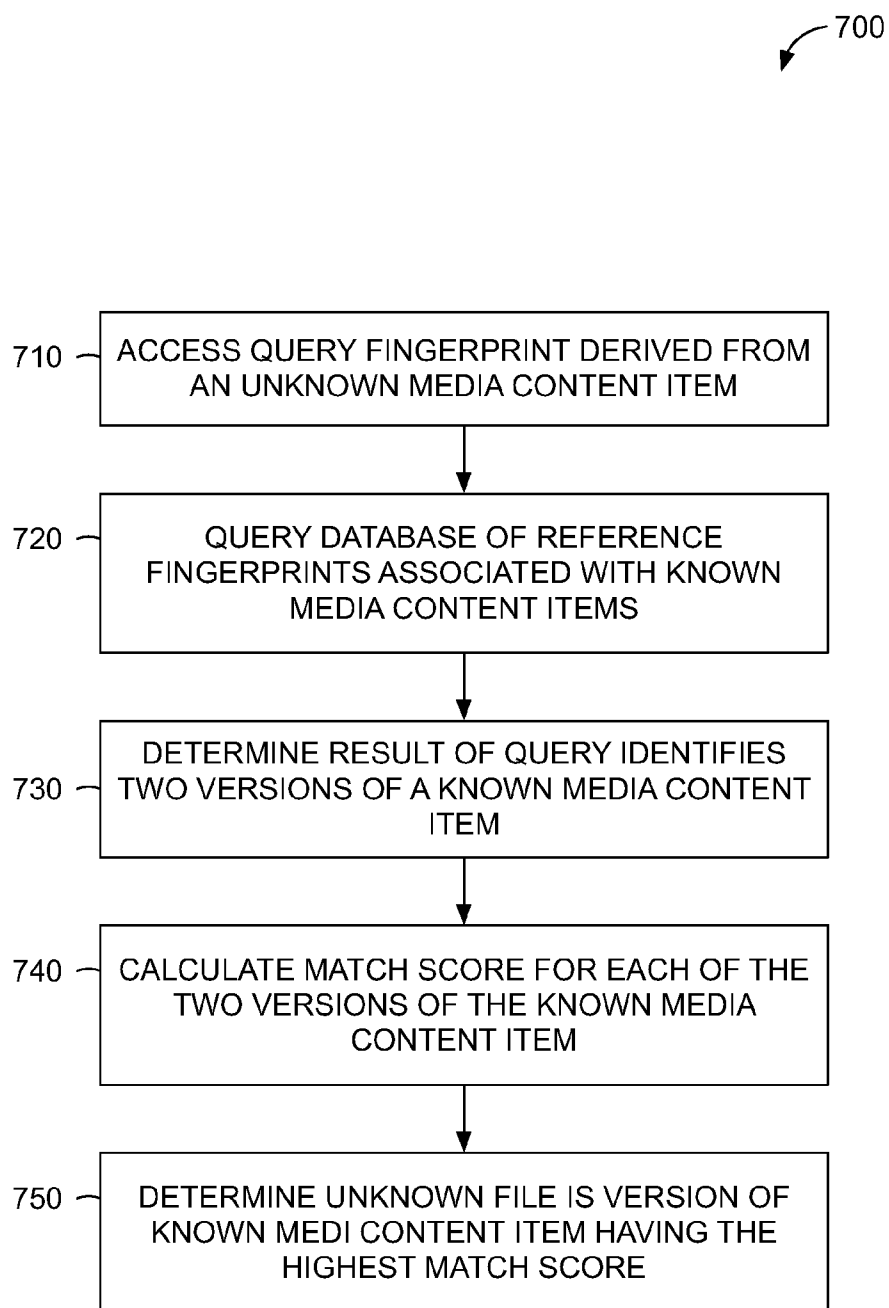 700
710
ACCESS QUERY FINGERPRINT DERIVED FROM
AN UNKNOWN MEDIA CONTENT ITEM
720
QUERY DATABASE OF REFERENCE
FINGERPRINTS ASSOCIATED WITH KNOWN
MEDIA CONTENT ITEMS
730
DETERMINE RESULT OF QUERY IDENTIFIES
TWO VERSIONS OF A KNOWN MEDIA CONTENT
ITEM
740
CALCULATE MATCH SCORE FOR EACH OF THE
TWO VERSIONS OF THE KNOWN MEDIA
CONTENT ITEM
750
DETERMINE UNKNOWN FILE IS VERSION OF
KNOWN MEDI CONTENT ITEM HAVING THE
HIGHEST MATCH SCORE